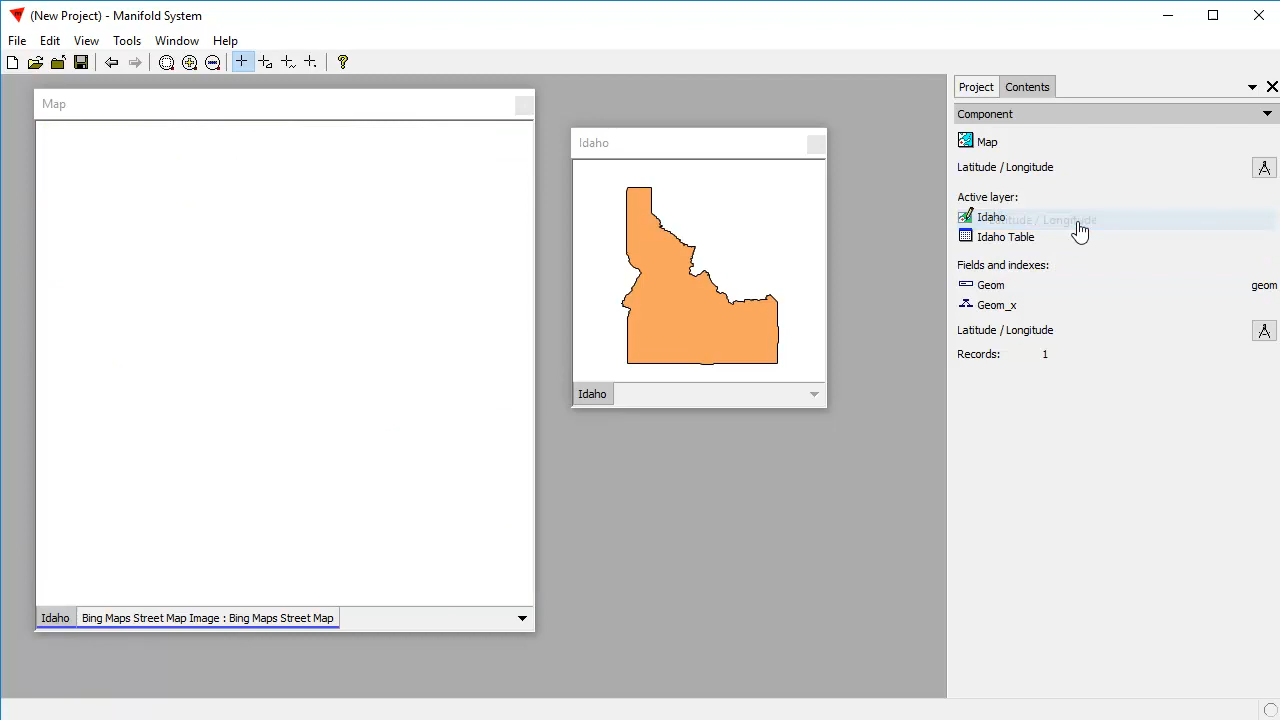 (New Project) - Manifold System
File Edit View Tools Window Help
Map
Idaho
Bing Maps Street Map Image : Bing Maps Street Map
Idaho
Idaho
Project
Contents
Component
Map
Latitude / Longitude
Active layer:
Idaho
Latitude / Longitude
Idaho Table
Fields and indexes:
Geom geom
Geom_x
Latitude / Longitude
Records: 1